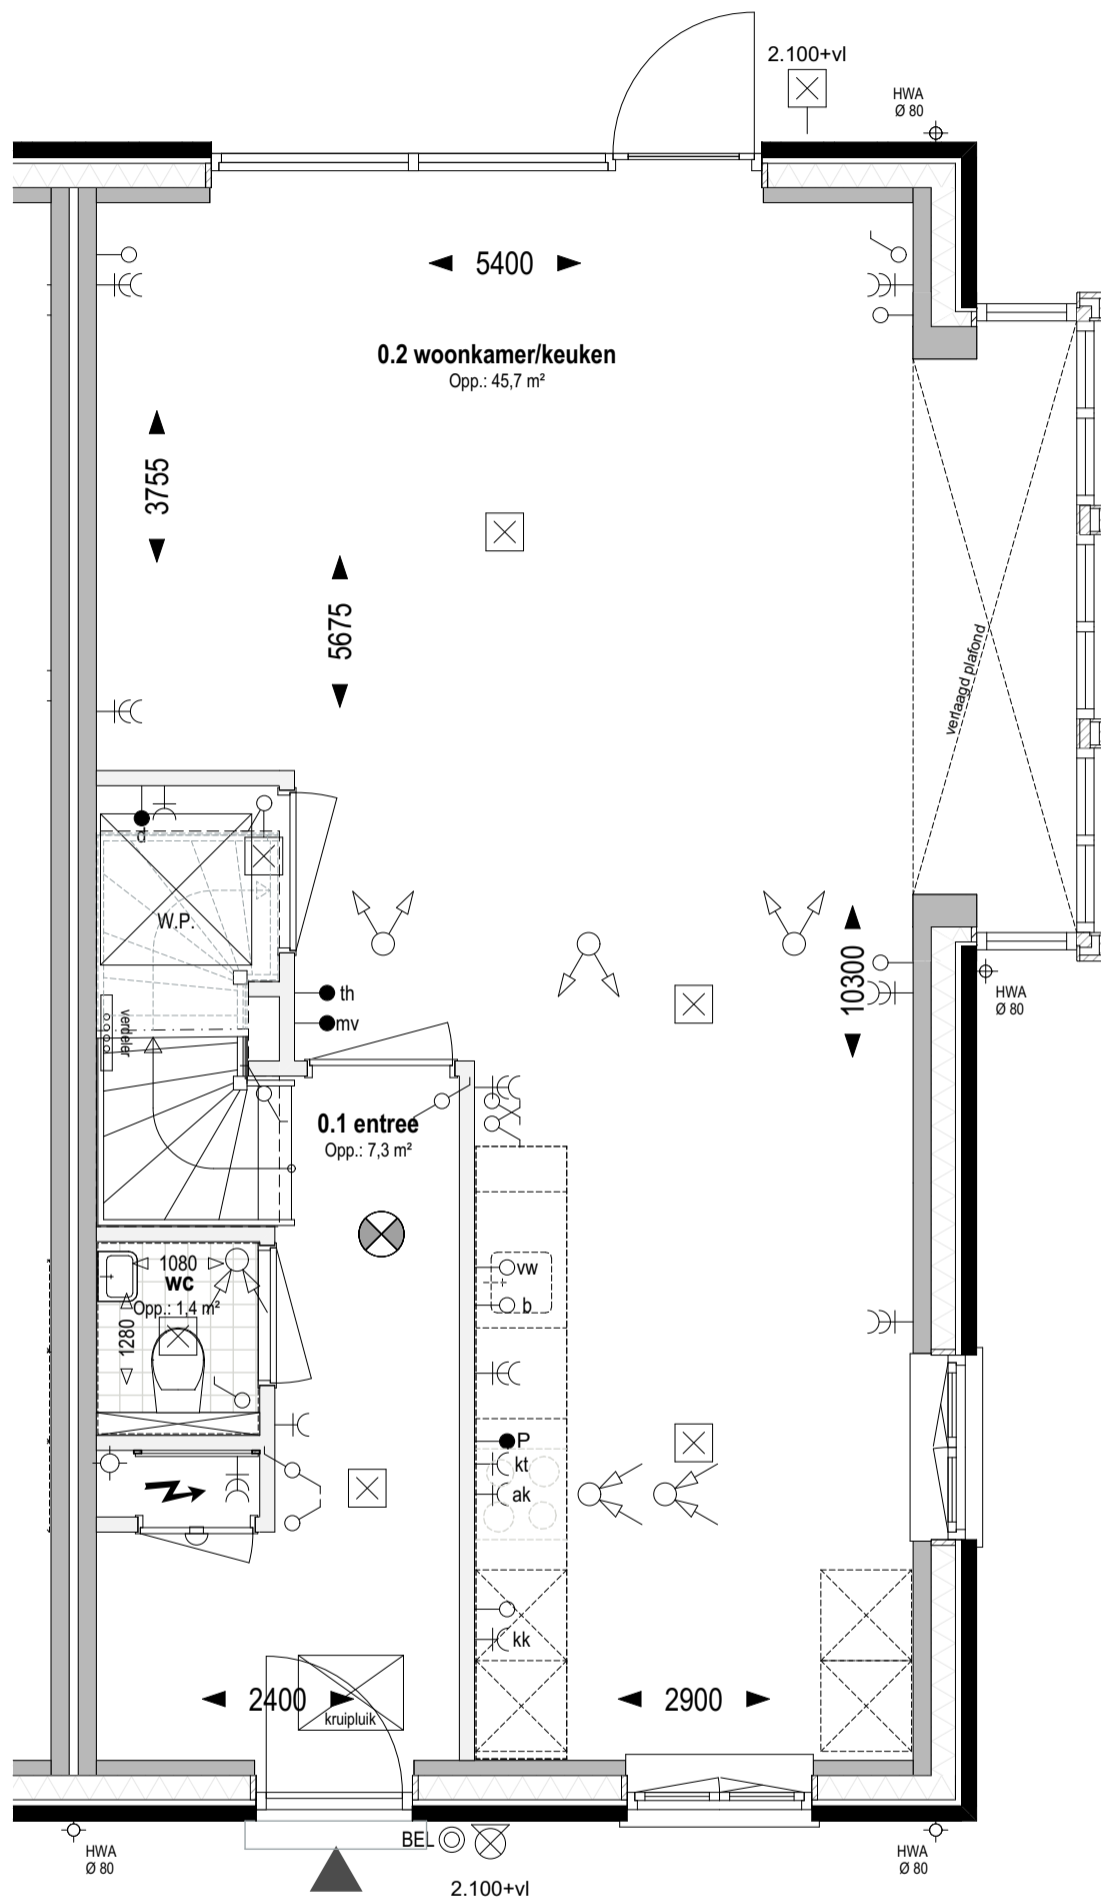 2.100+vl
HWA
Ø 80
5400
0.2 woonkamer/keuken
Opp.: 45,7 m²
3755
5675
verlaagd plafond
d
W.P.
10300
th
mv
HWA
Ø 80
verdeler
0.1 entree
Opp.: 7,3 m²
1080
wc
Opp.: 1,4 m²
1280
vw
b
P
kt
ak
kk
2400
kruipluik
2900
BEL
HWA
Ø 80
HWA
Ø 80
2.100+vl